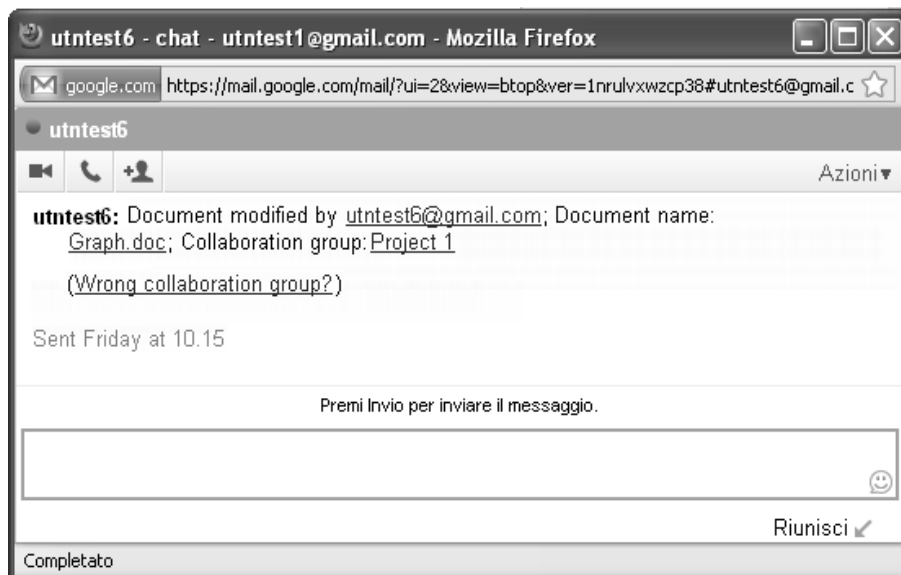 utntest6 - chat - utntest1@gmail.com - Mozilla Firefox
google.com https://mail.google.com/mail/?ui=2&view=btop&ver=1nrulvxwzcp38#utntest6@gmail.c
utntest6
Azioni▾
utntest6: Document modified by utntest6@gmail.com; Document name:
Graph.doc; Collaboration group: Project 1
(Wrong collaboration group?)
Sent Friday at 10.15
Premi Invio per inviare il messaggio.
Riunisci
Completato